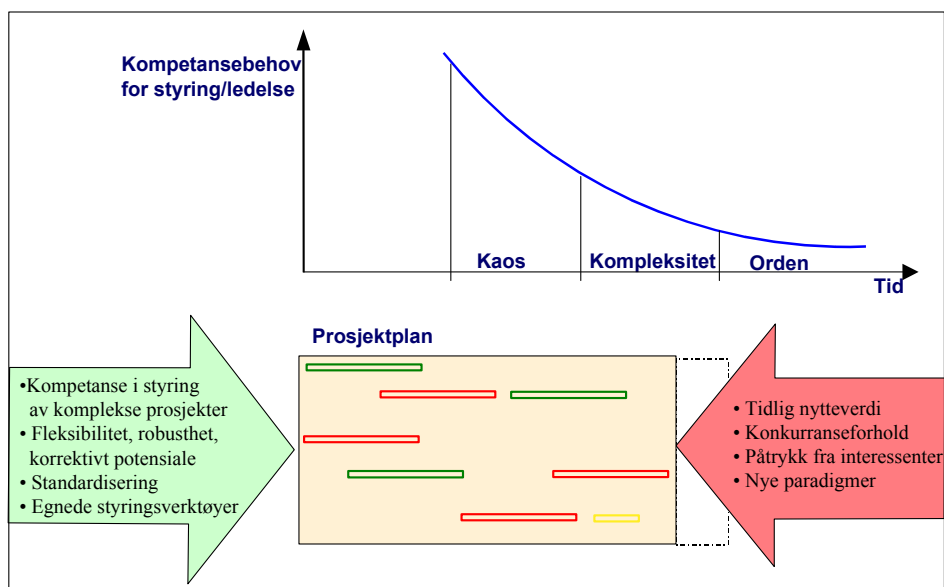 Kompetansebehov
for styring/ledelse
Kaos
Kompleksitet
Orden
Tid
Prosjektplan
•Kompetanse i styring
av komplekse prosjekter
• Fleksibilitet, robusthet,
korrektivt potensiale
• Standardisering
• Egnede styringsverktøyer
• Tidlig nytteverdi
• Konkurranseforhold
• Påtrykk fra interessenter
• Nye paradigmer